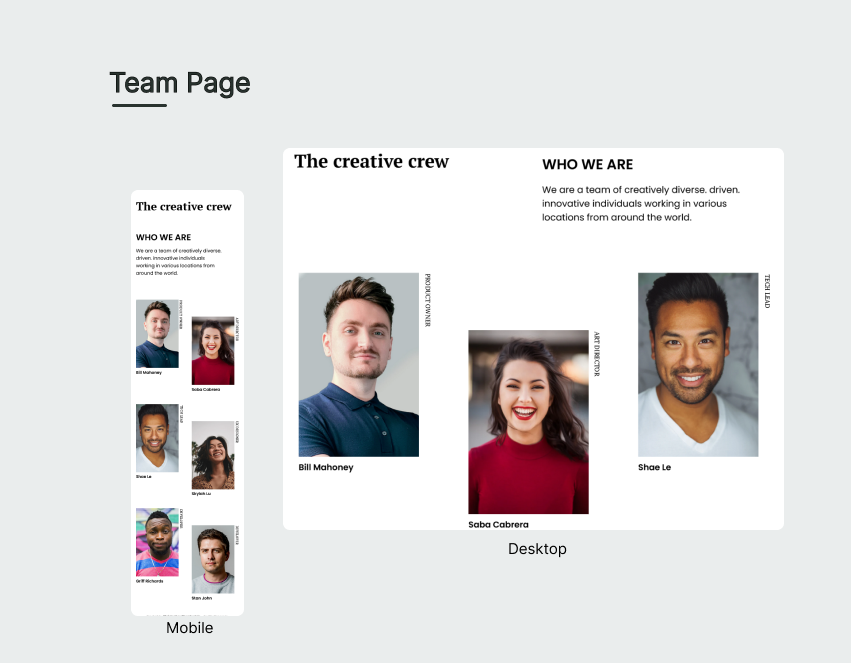 Team Page
The creative crew
WHO WE ARE
We are a team of creatively diverse.
driven. innovative individuals
working in various locations from
around the world.
PRODUCT OWNER
ART DIRECTOR
Bill Mahoney
Saba Cabrera
TECH LEAD
Shae Le
Skylah Lu
Griff Richards
Stan John
Mobile
The creative crew
WHO WE ARE
We are a team of creatively diverse. driven.
innovative individuals working in various
locations from around the world.
PRODUCT OWNER
ART DIRECTOR
TECH LEAD
Bill Mahoney
Shae Le
Saba Cabrera
Desktop